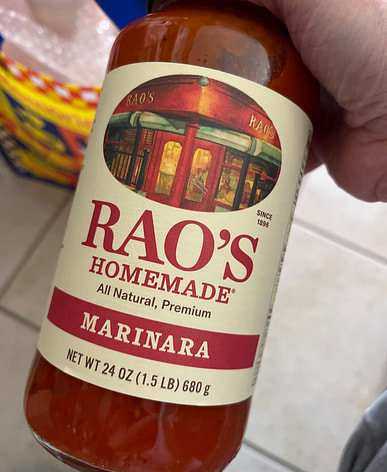 RAO'S
RAO'S
SINCE
1896
RAO'S
HOMEMADE®
All Natural, Premium
MARINARA
NET WT 24 OZ (1.5 LB) 680 g